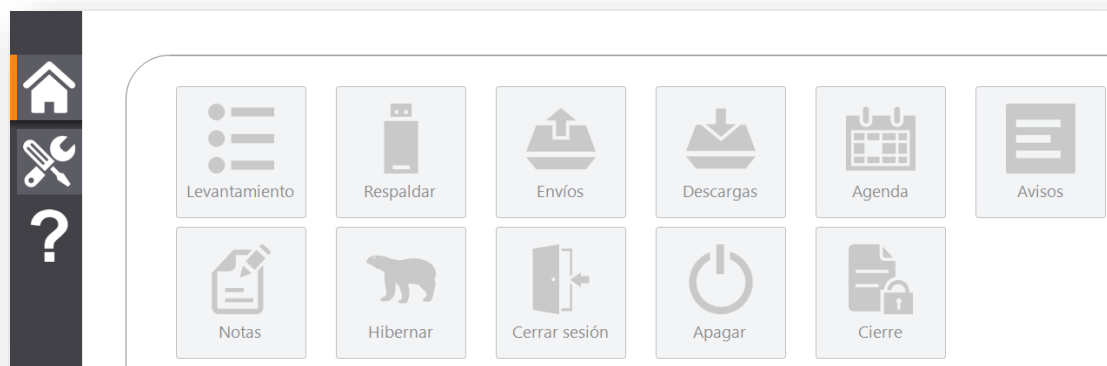 Levantamiento
Respaldar
Envíos
Descargas
Agenda
Avisos
Notas
Hibernar
Cerrar sesión
Apagar
Cierre